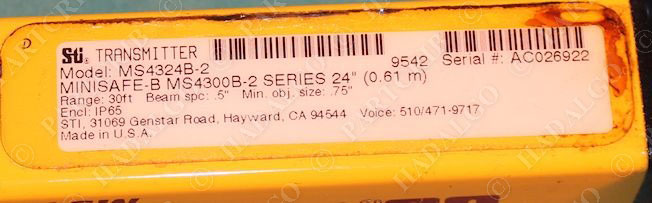 STi TRANSMITTER
Model: MS4324B-2 9542 Serial #: AC026922
MINISAFE-B MS4300B-2 SERIES 24" (0.61 m)
Range: 30ft Beam spc: .5" Min. obj. size: .75"
Encl: IP65
STI, 31069 Genstar Road, Hayward, CA 94544 Voice: 510/471-9717
Made in U.S.A.
HADALCO